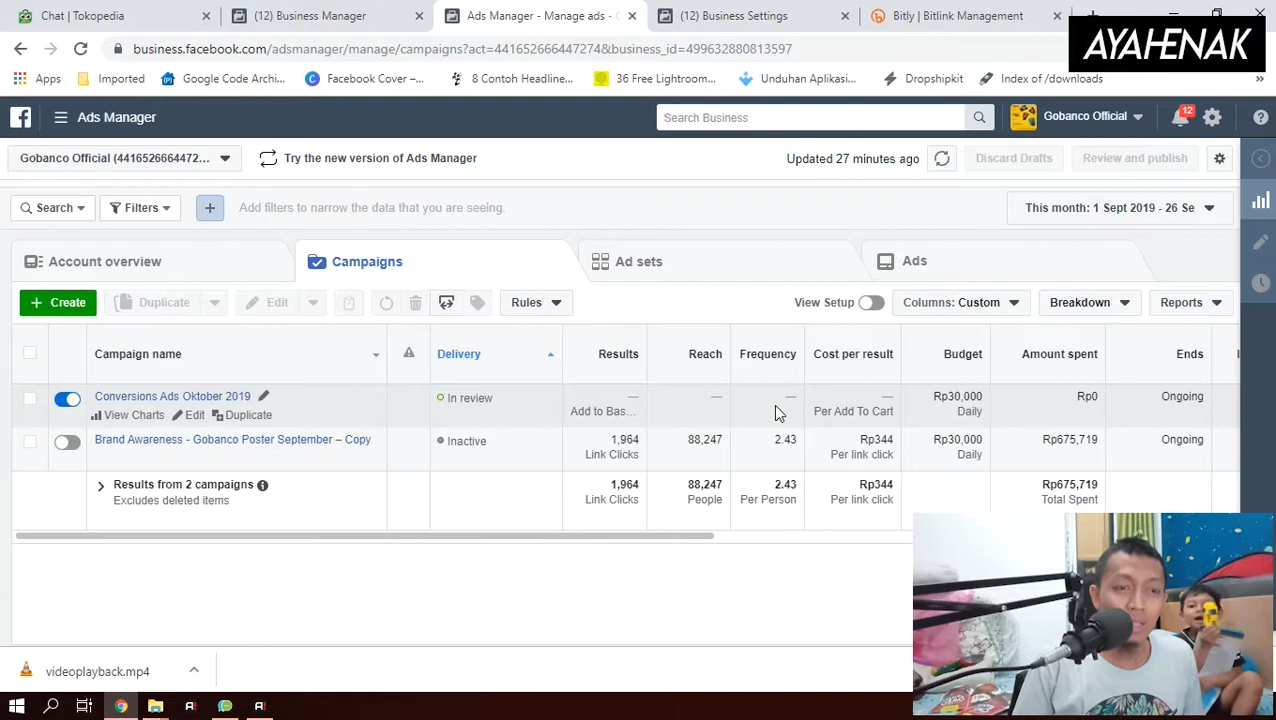 Chat | Tokopedia
(12) Business Manager
Ads Manager - Manage ads -
(12) Business Settings
Bitly | Bitlink Management
business.facebook.com/adsmanager/manage/campaigns?act=441652666447274&business_id=499632880813597
AYAHENAK
Apps
Imported
Google Code Archi...
Facebook Cover –...
8 Contoh Headline...
36 Free Lightroom...
Unduhan Aplikasi...
Dropshipkit
Index of /downloads
Ads Manager
Search Business
Gobanco Official
12
Gobanco Official (4416526664472...
Try the new version of Ads Manager
Updated 27 minutes ago
Discard Drafts
Review and publish
Search
Filters
Add filters to narrow the data that you are seeing.
This month: 1 Sept 2019 - 26 Se
Account overview
Campaigns
Ad sets
Ads
Create
Duplicate
Edit
Rules
View Setup
Columns: Custom
Breakdown
Reports
Campaign name
Delivery
Results
Reach
Frequency
Cost per result
Budget
Amount spent
Ends
Conversions Ads Oktober 2019
In review
—
—
—
—
Rp30,000
Rp0
Ongoing
View Charts
Edit
Duplicate
Add to Bas...
Per Add To Cart
Daily
Brand Awareness - Gobanco Poster September – Copy
Inactive
1,964
88,247
2.43
Rp344
Rp30,000
Rp675,719
Ongoing
Link Clicks
Per link click
Daily
Results from 2 campaigns
1,964
88,247
2.43
Rp344
Rp675,719
Excludes deleted items
Link Clicks
People
Per Person
Per link click
Total Spent
videoplayback.mp4